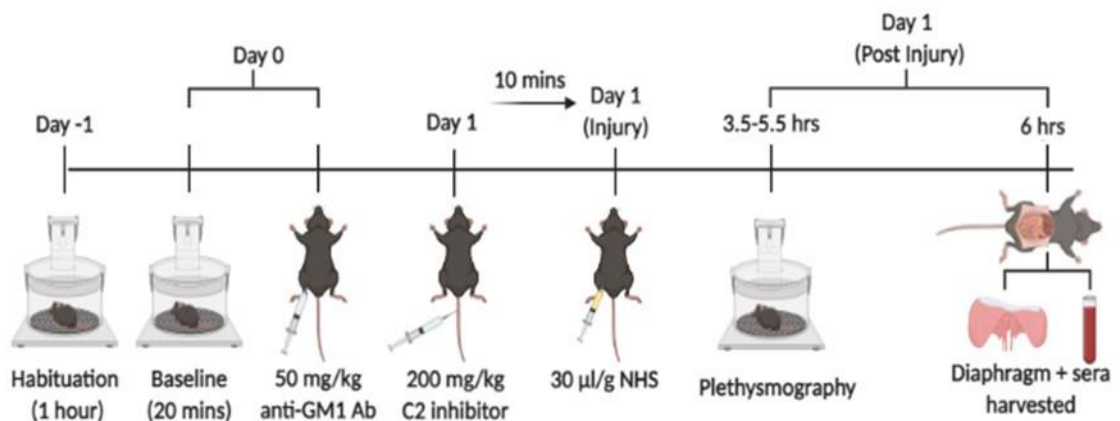 Day 1
(Post Injury)
Day 0
10 mins
Day -1
Day 1
Day 1
(Injury)
3.5-5.5 hrs
6 hrs
Habituation
(1 hour)
Baseline
(20 mins)
50 mg/kg
anti-GM1 Ab
200 mg/kg
C2 inhibitor
30 µl/g NHS
Plethysmography
Diaphragm + sera
harvested